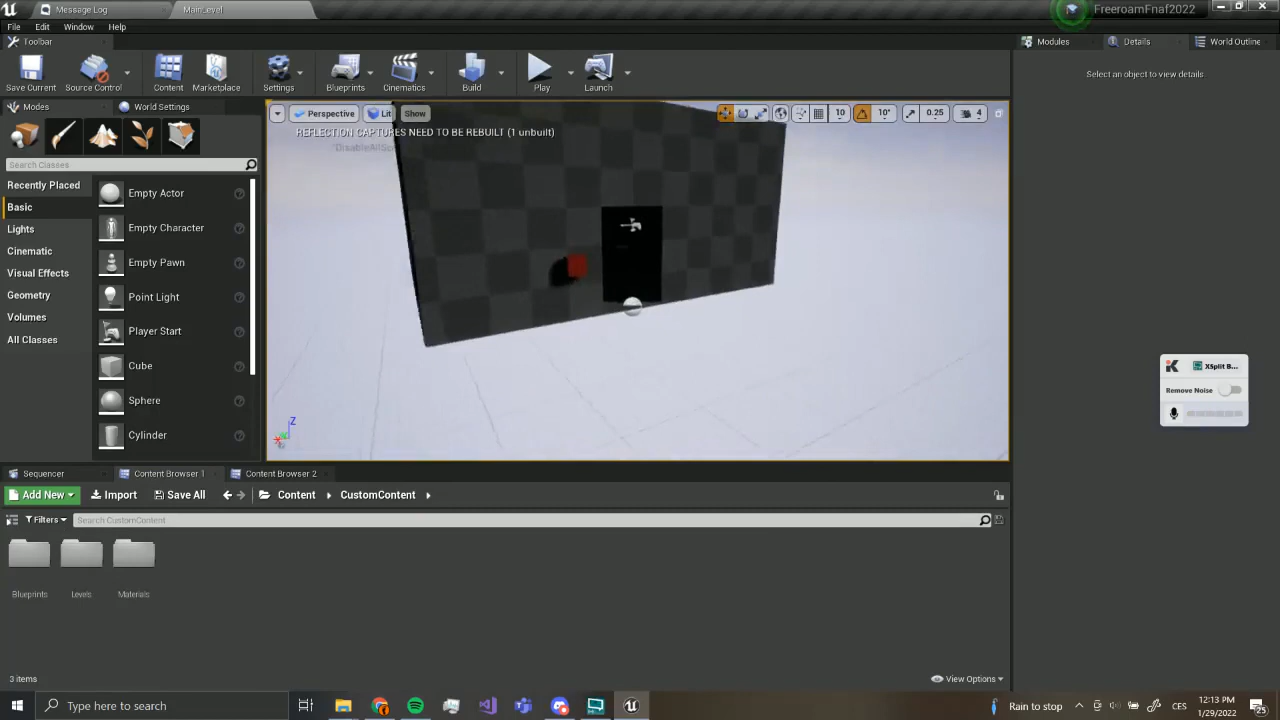 Message Log
MainLevel
FreeroamFnaf2022
File Edit Window Help
Toolbar
Modules
Details
World Outline
Save Current
Source Control
Content
Marketplace
Settings
Blueprints
Cinematics
Build
Play
Launch
Select an object to view details.
Modes
World Settings
Perspective
Lit
Show
10
10°
0.25
4
REFLECTION CAPTURES NEED TO BE REBUILT (1 unbuilt)
Search Classes
Recently Placed
Basic
Lights
Cinematic
Visual Effects
Geometry
Volumes
All Classes
Empty Actor
Empty Character
Empty Pawn
Point Light
Player Start
Cube
Sphere
Cylinder
Z
XSplit B...
Remove Noise
Sequencer
Content Browser 1
Content Browser 2
Add New
Import
Save All
Content
CustomContent
Filters
Search CustomContent
Blueprints
Levels
Materials
3 items
View Options
Type here to search
Rain to stop
CES
12:13 PM
1/29/2022
25